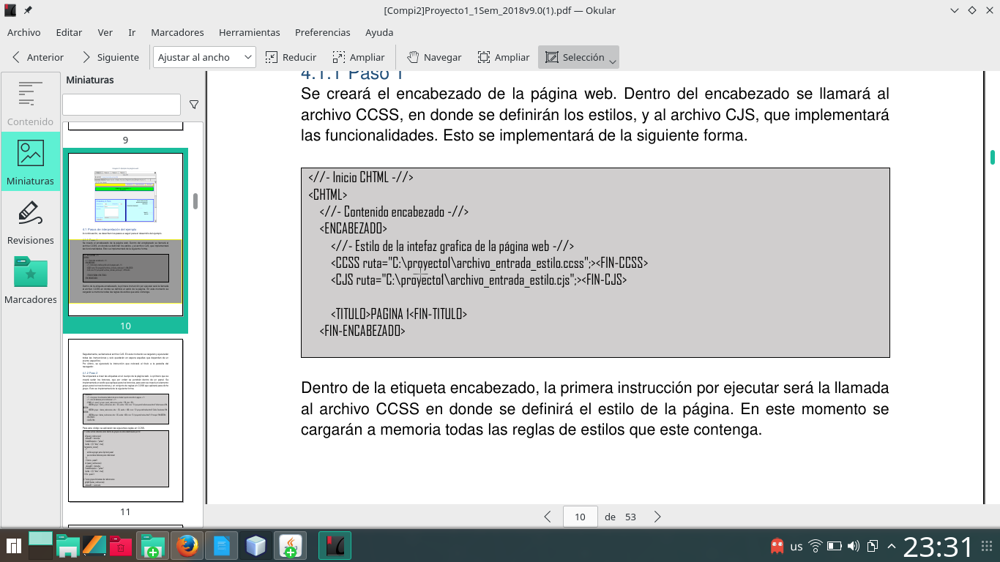 [Compi2]Proyecto1_1Sem_2018v9.0(1).pdf — Okular
Archivo Editar Ver Ir Marcadores Herramientas Preferencias Ayuda
Anterior Siguiente Ajustar al ancho Reducir Ampliar Navegar Ampliar Selección
Contenido
Miniaturas
Revisiones
Marcadores
Miniaturas
9
10
11
4.1.1 Paso 1
Se creará el encabezado de la página web. Dentro del encabezado se llamará al
archivo CCSS, en donde se definirán los estilos, y al archivo CJS, que implementará
las funcionalidades. Esto se implementará de la siguiente forma.
<//- Inicio CHTML -//>
<CHTML>
<//- Contenido encabezado -//>
<ENCABEZADO>
<//- Estilo de la intefaz grafica de la página web -//>
<CCSS ruta="C:\proyecto1\archivo_entrada_estilo.ccss";><FIN-CCSS>
<CJS ruta="C:\proyecto1\archivo_entrada_estilo.cjs";><FIN-CJS>
<TITULO>PAGINA 1<FIN-TITULO>
<FIN-ENCABEZADO>
Dentro de la etiqueta encabezado, la primera instrucción por ejecutar será la llamada
al archivo CCSS en donde se definirá el estilo de la página. En este momento se
cargarán a memoria todas las reglas de estilos que este contenga.
10 de 53
us 23:31